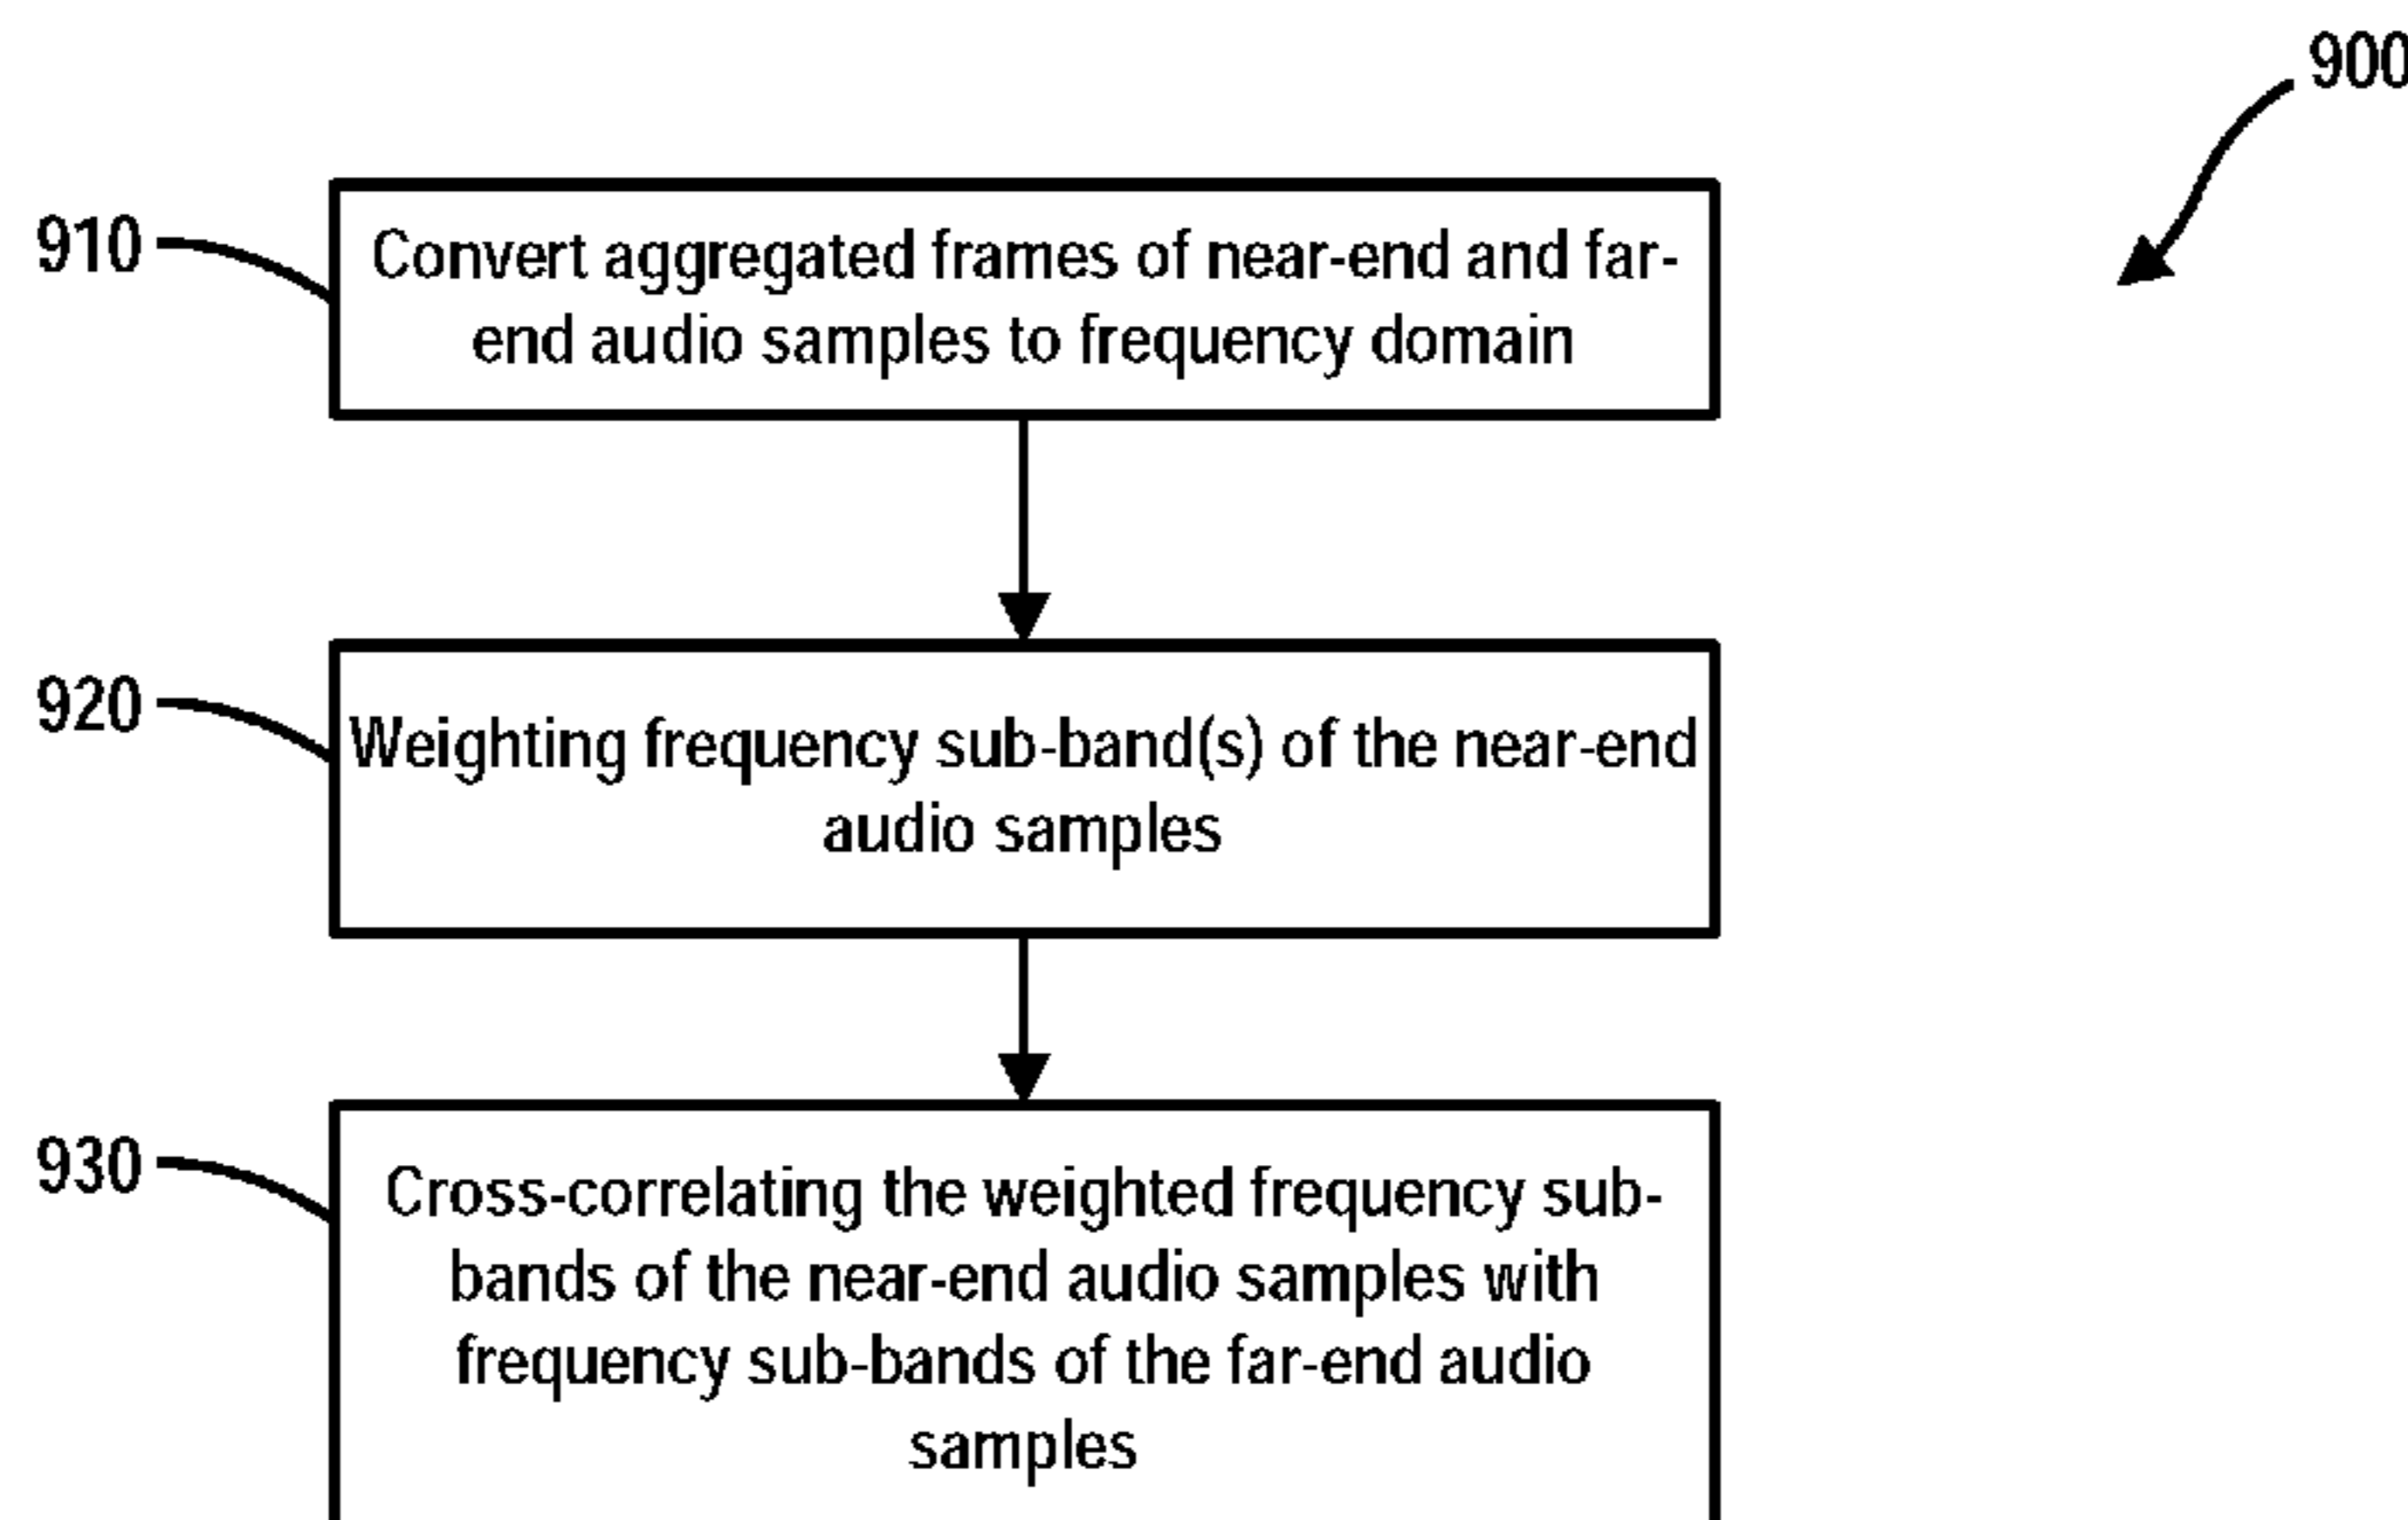 900
910
Convert aggregated frames of near-end and far-
end audio samples to frequency domain
920
Weighting frequency sub-band(s) of the near-end
audio samples
930
Cross-correlating the weighted frequency sub-
bands of the near-end audio samples with
frequency sub-bands of the far-end audio
samples